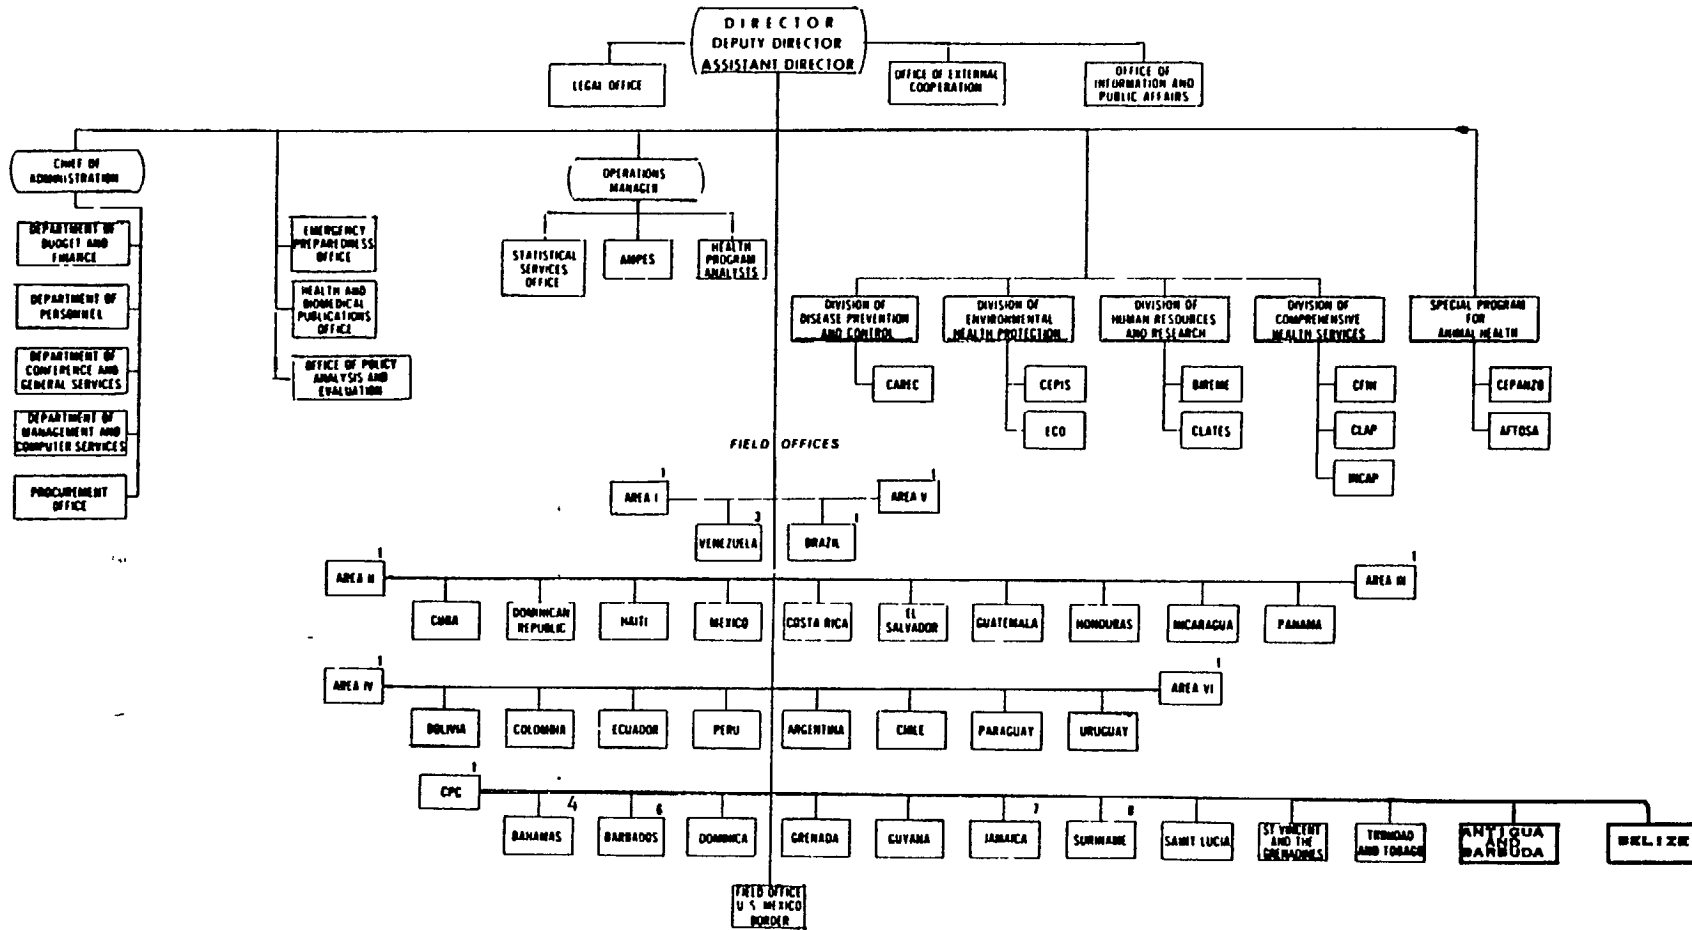 DIRECTOR
DEPUTY DIRECTOR
ASSISTANT DIRECTOR
LEGAL OFFICE
OFFICE OF EXTERNAL
COOPERATION
OFFICE OF
INFORMATION AND
PUBLIC AFFAIRS
CHIEF OF
ADMINISTRATION
OPERATIONS
MANAGER
DEPARTMENT OF
BUDGET AND
FINANCE
DEPARTMENT OF
PERSONNEL
DEPARTMENT OF
CONFERENCE AND
GENERAL SERVICES
DEPARTMENT OF
MANAGEMENT AND
COMPUTER SERVICES
PROCUREMENT
OFFICE
EMERGENCY
PREPAREDNESS
OFFICE
HEALTH AND
BIOMEDICAL
PUBLICATIONS
OFFICE
OFFICE OF POLICY
ANALYSIS AND
EVALUATION
STATISTICAL
SERVICES
OFFICE
AMPES
HEALTH
PROGRAM
ANALYSTS
DIVISION OF
DISEASE PREVENTION
AND CONTROL
DIVISION OF
ENVIRONMENTAL
HEALTH PROTECTION
DIVISION OF
HUMAN RESOURCES
AND RESEARCH
DIVISION OF
COMPREHENSIVE
HEALTH SERVICES
SPECIAL PROGRAM
FOR
ANIMAL HEALTH
CAREC
CEPIS
BIREME
CFNI
CEPANZO
ECO
CLATES
CLAP
AFTOSA
INCAP
FIELD OFFICES
AREA I 1
AREA V 1
VENEZUELA 3
BRAZIL 1
AREA II 1
AREA III 1
CUBA
DOMINICAN
REPUBLIC
HAITI
MEXICO
COSTA RICA
EL
SALVADOR
GUATEMALA
HONDURAS
NICARAGUA
PANAMA
AREA IV 1
AREA VI 1
BOLIVIA
COLOMBIA
ECUADOR
PERU
ARGENTINA
CHILE
PARAGUAY
URUGUAY
CPC 1
BAHAMAS 4
BARBADOS 6
DOMINICA
GRENADA
GUYANA
JAMAICA 7
SURINAME 8
SAINT LUCIA
ST VINCENT
AND THE
GRENADINES
TRINIDAD
AND TOBAGO
ANTIGUA
AND
BARBUDA
BELIZE
FIELD OFFICE
U S MEXICO
BORDER